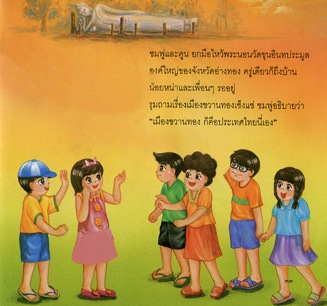 ชมพู่และคูน ยกมือไหว้พระนอนวัดขุนอินทประมูล
องค์ใหญ่ของจังหวัดอ่างทอง ครู่เดียวก็ถึงบ้าน
น้อยหน่าและเพื่อนๆ รออยู่
รุมถามเรื่องเมืองขวานทองเซ็งแซ่ ชมพู่อธิบายว่า
"เมืองขวานทอง ก็คือประเทศไทยนี่เอง"